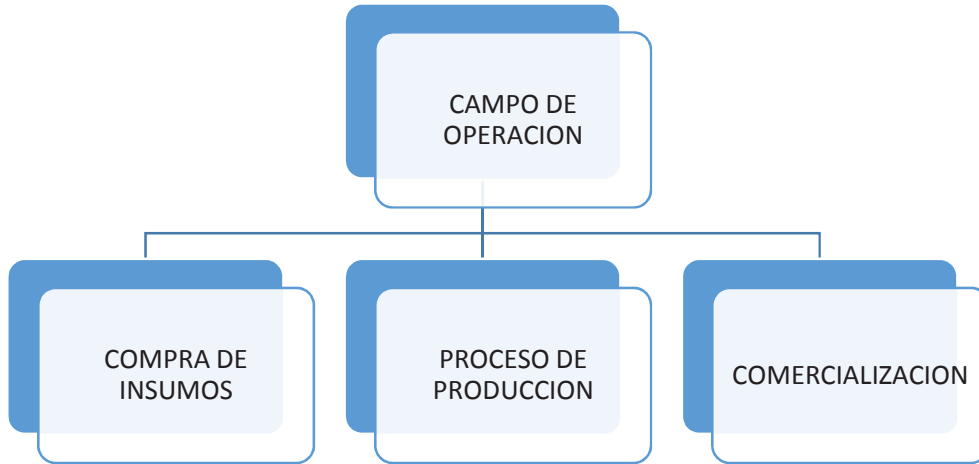 CAMPO DE
OPERACION
COMPRA DE
INSUMOS
PROCESO DE
PRODUCCION
COMERCIALIZACION